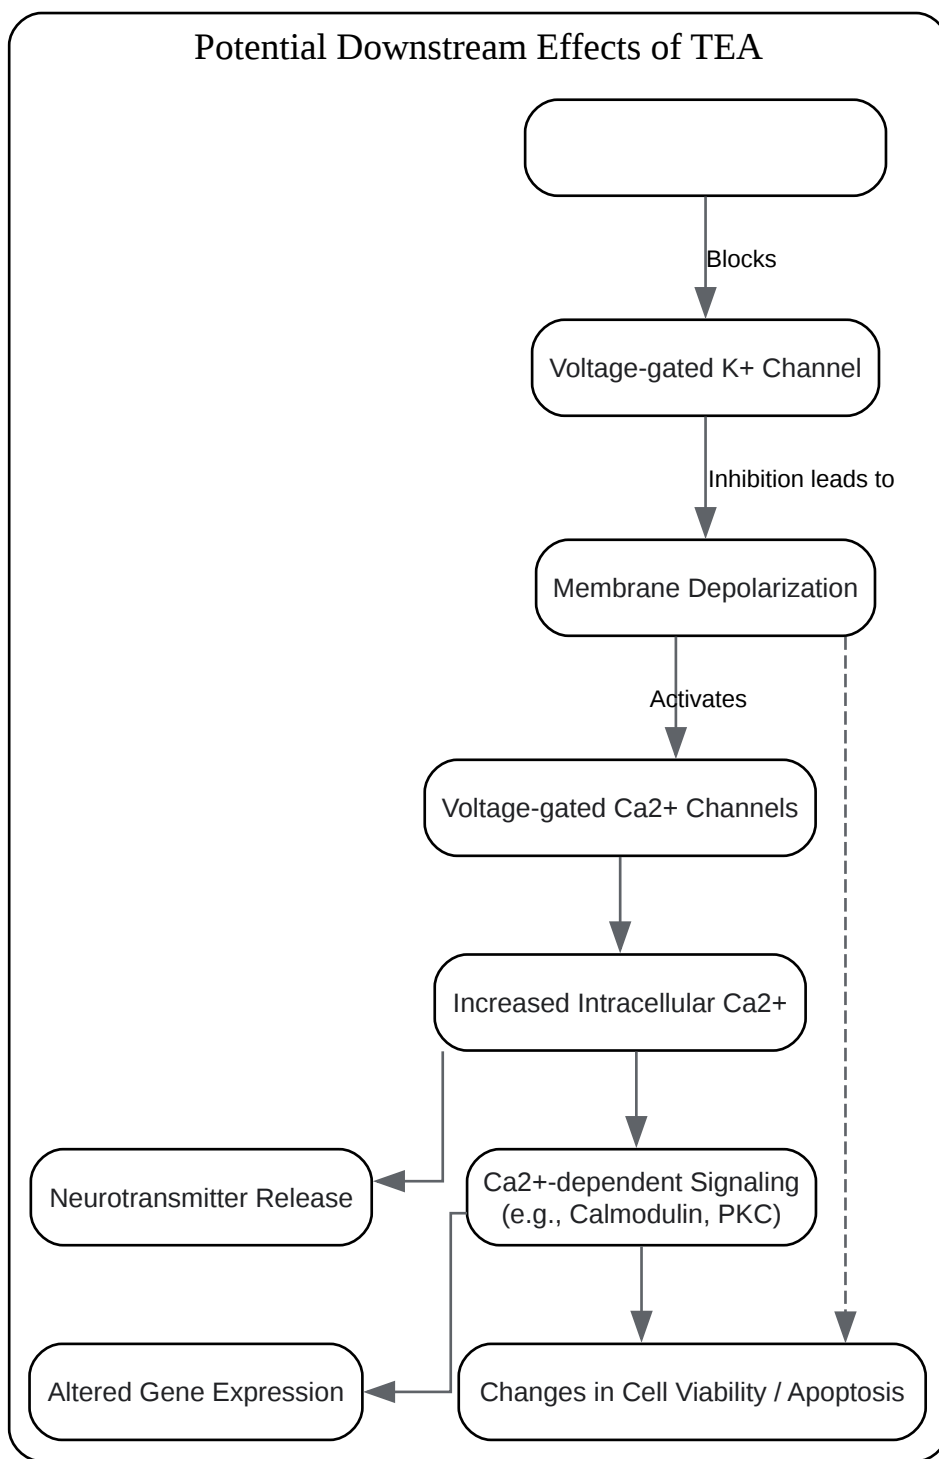 Potential Downstream Effects of TEA
Blocks
Voltage-gated K+ Channel
Inhibition leads to
Membrane Depolarization
Activates
Voltage-gated Ca2+ Channels
Increased Intracellular Ca2+
Neurotransmitter Release
Ca2+-dependent Signaling
(e.g., Calmodulin, PKC)
Altered Gene Expression
Changes in Cell Viability / Apoptosis